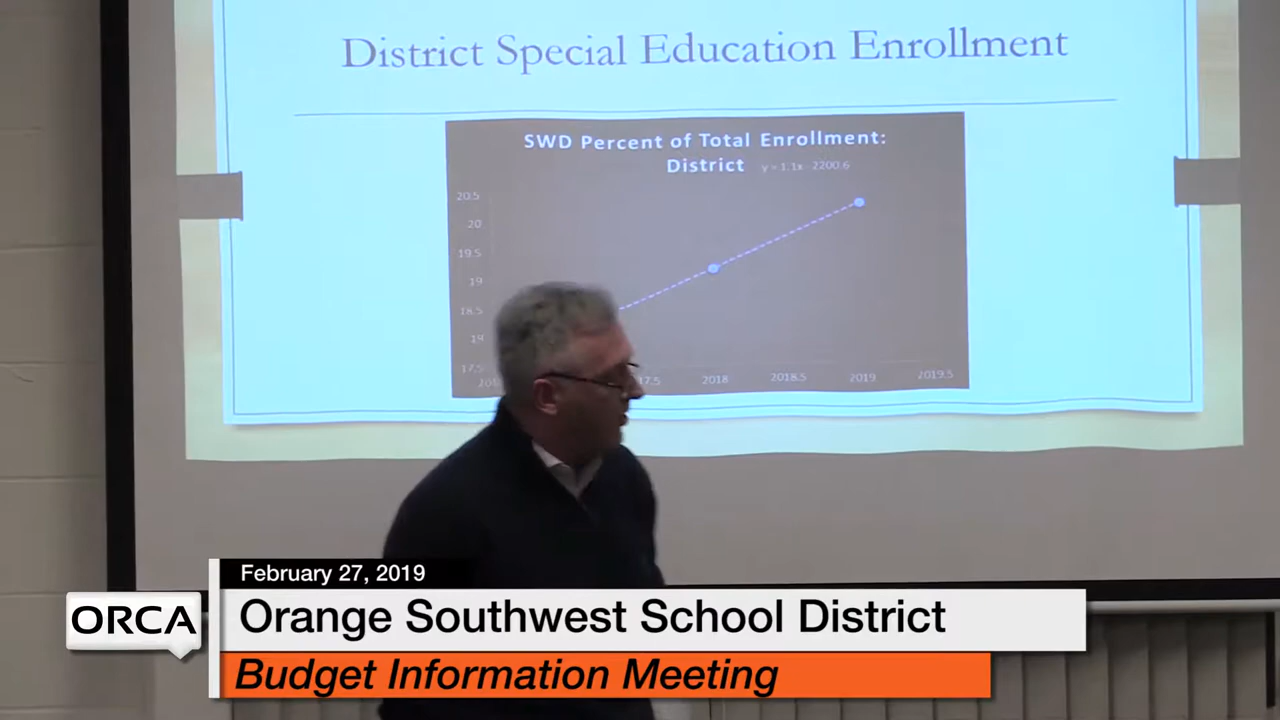 District Special Education Enrollment
SWD Percent of Total Enrollment:
District y = 1.1x - 2200.6
20.5
20
19.5
19
18.5
17.5
2018
2018.5
2019
2019.5
February 27, 2019
ORCA
Orange Southwest School District
Budget Information Meeting